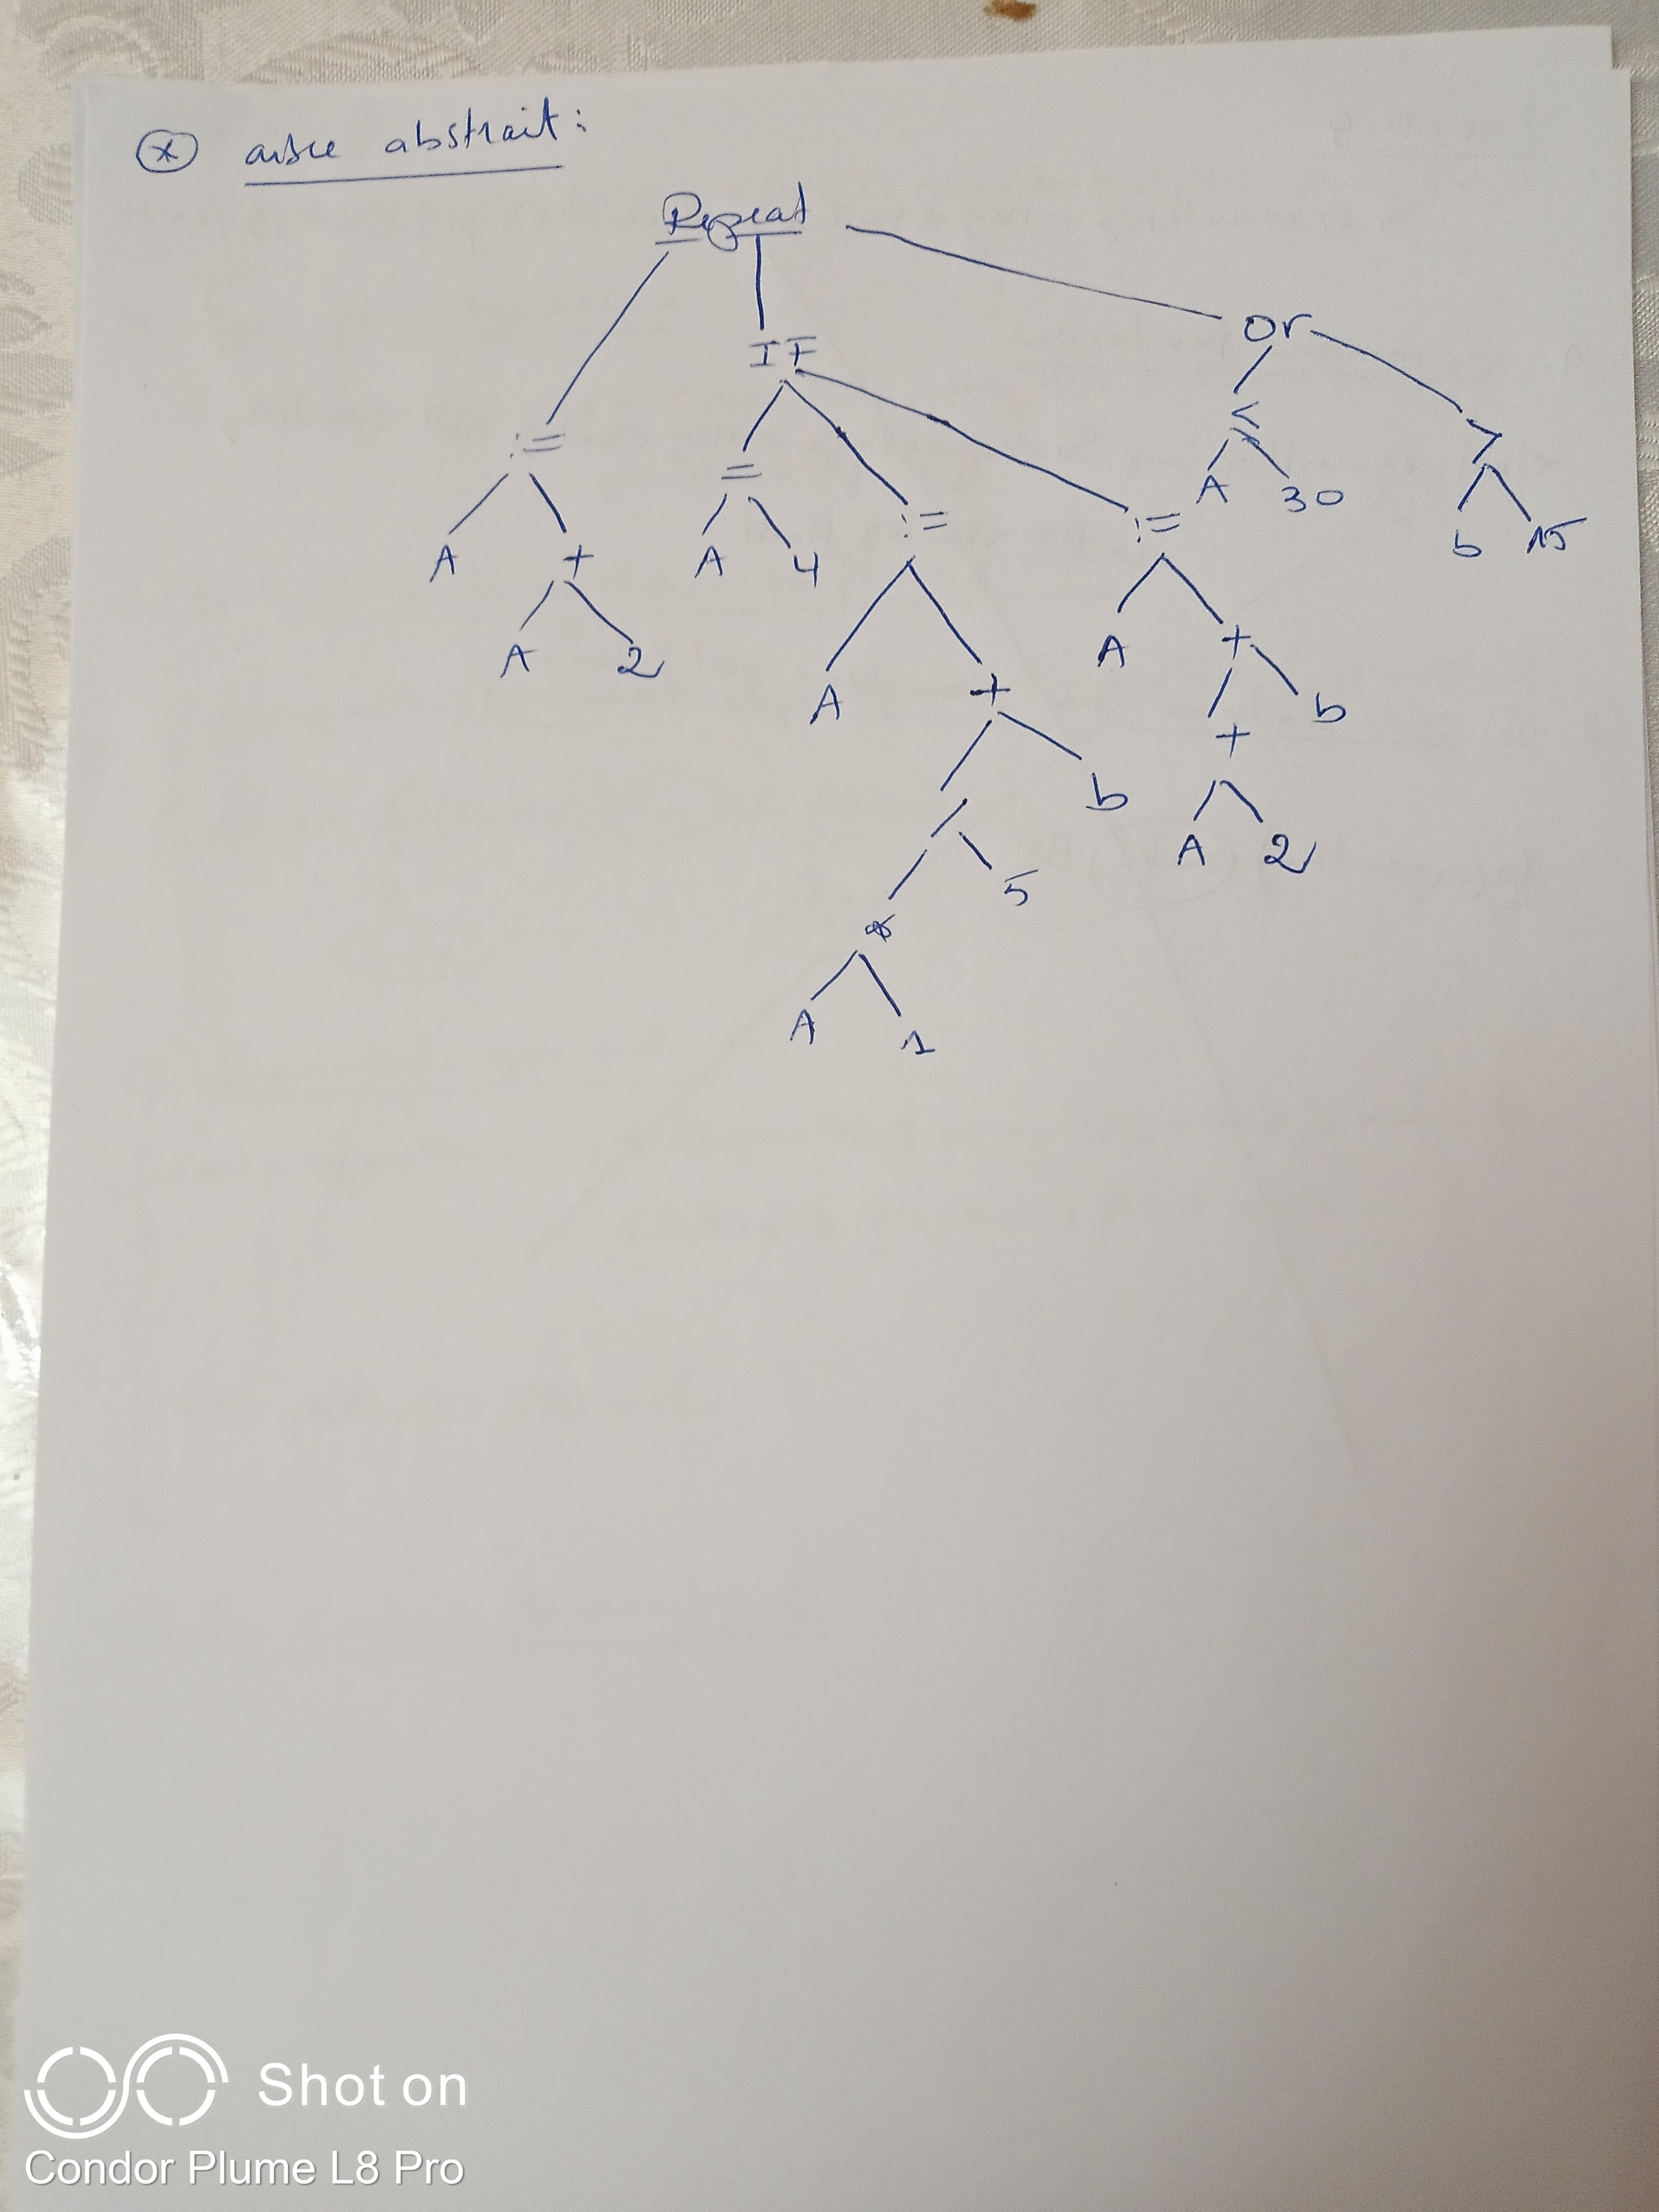 * arbre abstrait :
Repeat
IF or
:= = := := ≤ >
A + A 4 A 30 b 15
A 2 A + A + b
/ b + 
* 5 A 2
A 1
Shot on
Condor Plume L8 Pro